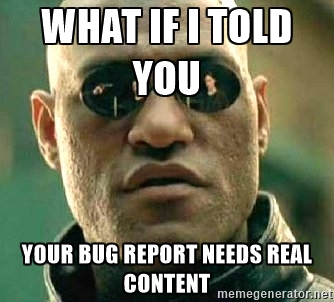 WHAT IF I TOLD
YOU
YOUR BUG REPORT NEEDS REAL
CONTENT
memegenerator.net